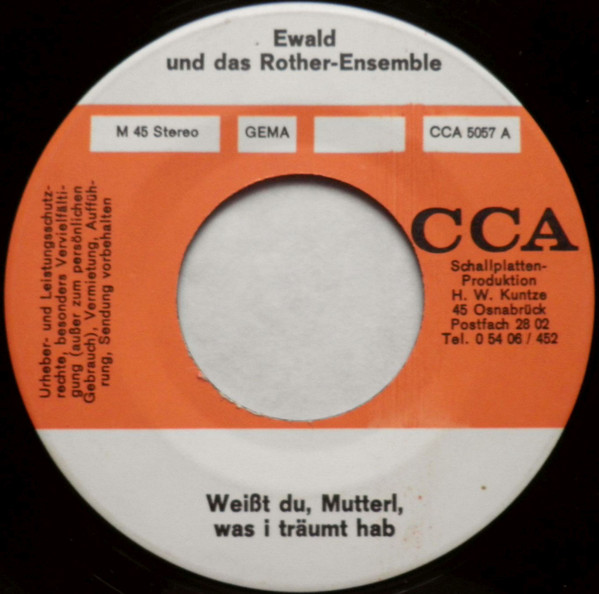 Ewald
und das Rother-Ensemble
M 45 Stereo
GEMA
CCA 5057 A
Urheber- und Leistungsschutz-
rechte, besonders Vervielfälti-
gung (außer zum persönlichen
Gebrauch), Vermietung, Auffüh-
rung, Sendung vorbehalten
CCA
Schallplatten-
Produktion
H. W. Kuntze
45 Osnabrück
Postfach 28 02
Tel. 0 54 06 / 452
Weißt du, Mutterl,
was i träumt hab